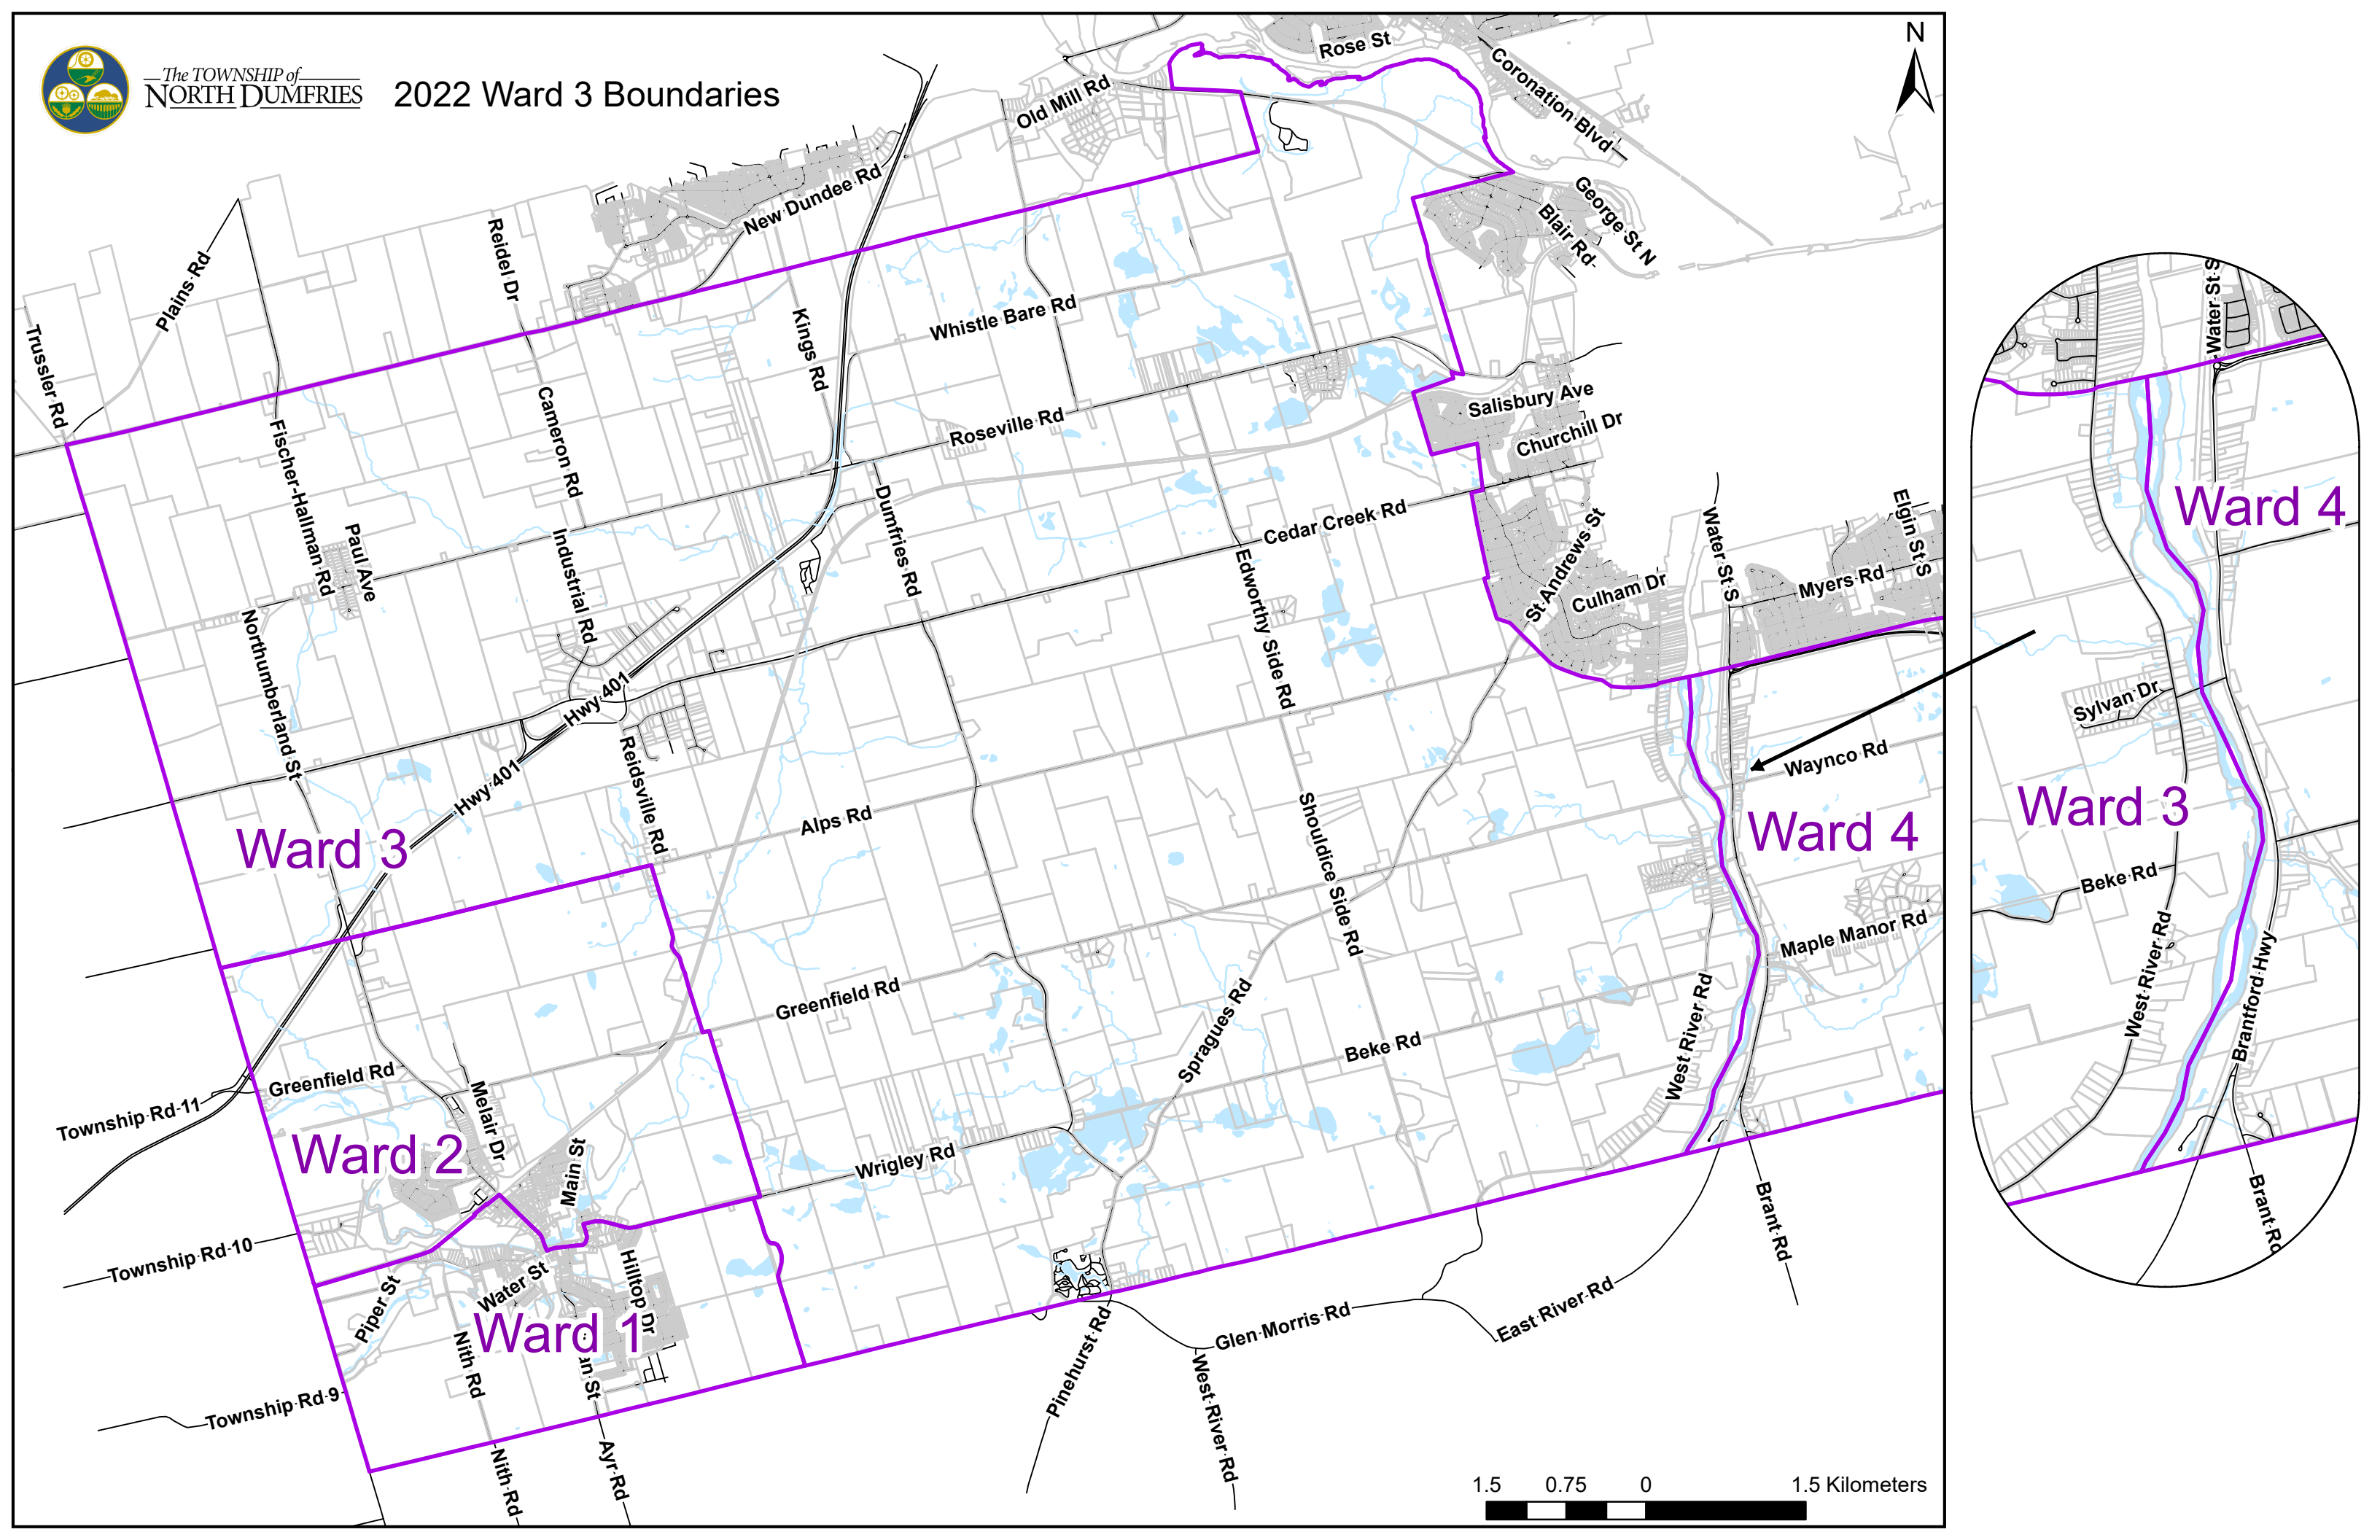 The TOWNSHIP of
NORTH DUMFRIES
2022 Ward 3 Boundaries
N
Rose St
Coronation Blvd
Old Mill Rd
New Dundee Rd
George St N
Blair Rd
Plains Rd
Reidel Dr
Trussler Rd
Kings Rd
Whistle Bare Rd
Fischer-Hallman Rd
Cameron Rd
Roseville Rd
Salisbury Ave
Churchill Dr
Paul Ave
Industrial Rd
Dumfries Rd
Cedar Creek Rd
Edworthy Side Rd
St Andrews St
Culham Dr
Water St S
Myers Rd
Elgin St S
Northumberland St
Hwy 401
Hwy 401
Reidsville Rd
Alps Rd
Shouldice Side Rd
Waynco Rd
Ward 3
Ward 4
Maple Manor Rd
Greenfield Rd
Spragues Rd
Beke Rd
West River Rd
Greenfield Rd
Township Rd 11
Melair Dr
Ward 2
Main St
Wrigley Rd
Township Rd 10
Brant Rd
Piper St
Water St
Hilltop Dr
Ward 1
an St
Nith Rd
Township Rd 9
Pinehurst Rd
Glen Morris Rd
East River Rd
West River Rd
Nith Rd
Ayr Rd
1.5 0.75 0 1.5 Kilometers
Water St S
Ward 4
Sylvan Dr
Ward 3
Beke Rd
West River Rd
Brantford Hwy
Brant Rd